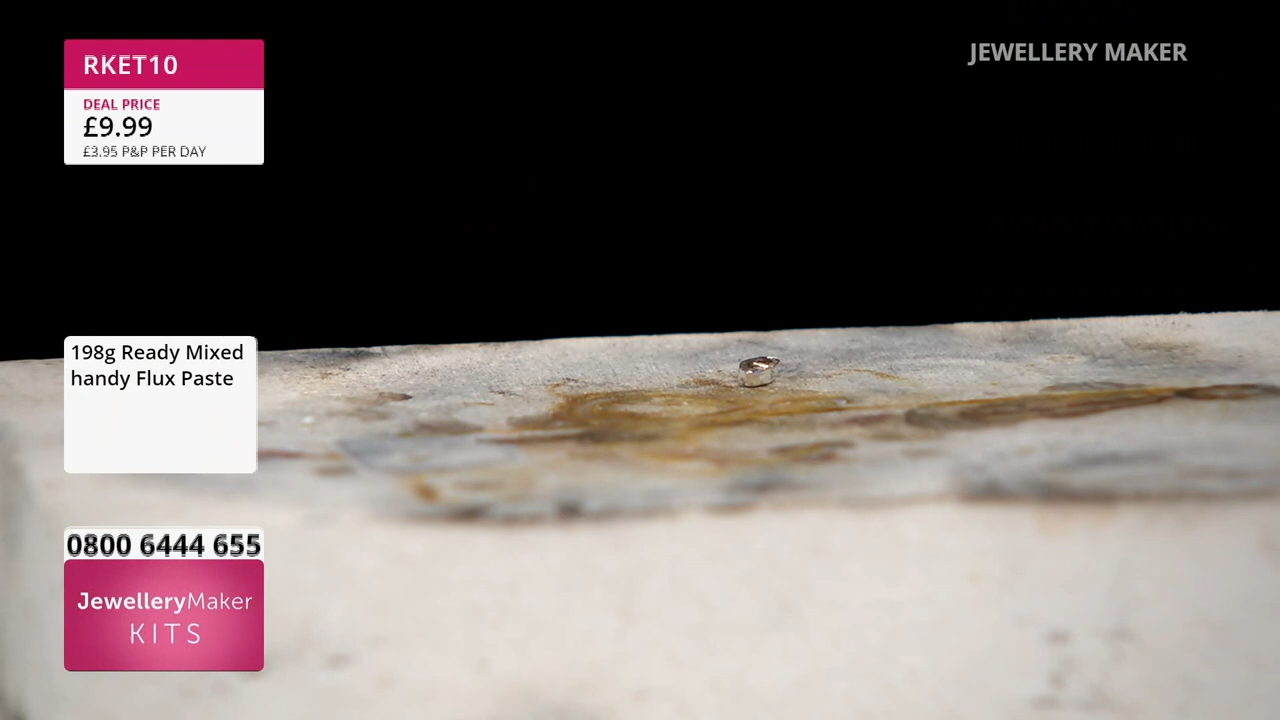 RKET10
DEAL PRICE
£9.99
£3.95 P&P PER DAY
JEWELLERY MAKER
198g Ready Mixed
handy Flux Paste
0800 6444 655
JewelleryMaker
KITS